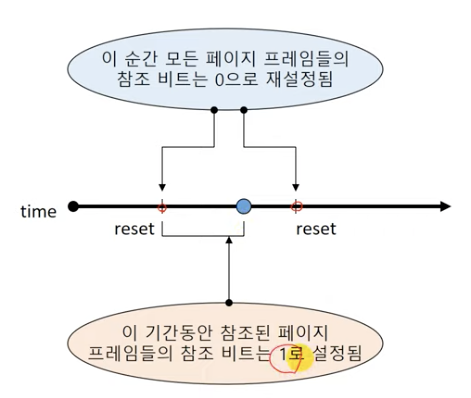 이 순간 모든 페이지 프레임들의
참조 비트는 0으로 재설정됨
time
reset
reset
이 기간동안 참조된 페이지
프레임들의 참조 비트는 1로 설정됨